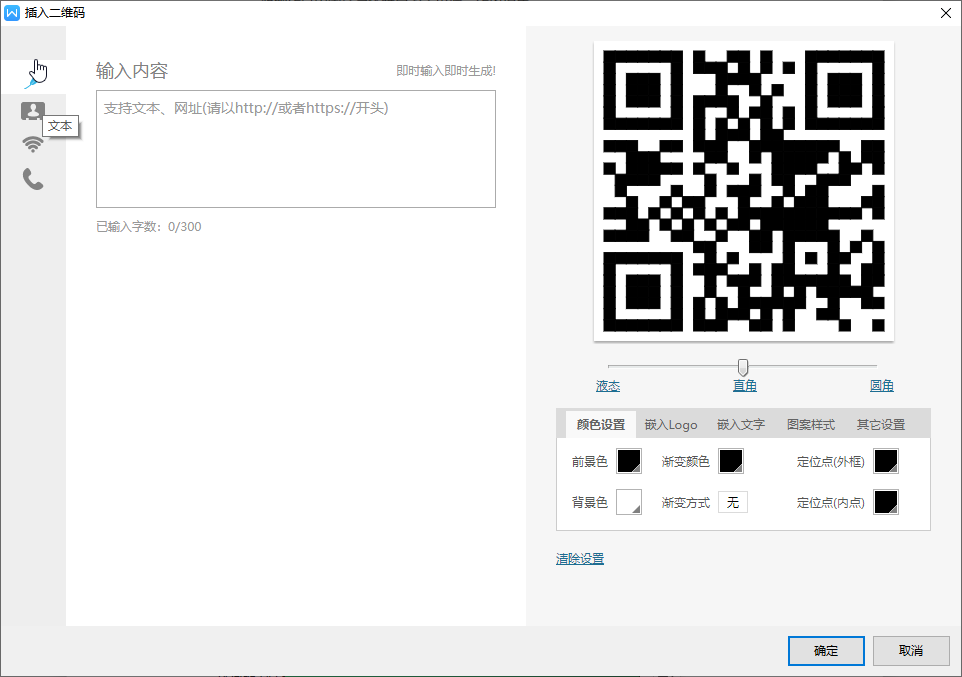 插入二维码
输入内容
即时输入即时生成!
支持文本、网址(请以http://或者https://开头)
文本
已输入字数：0/300
液态
直角
圆角
颜色设置 嵌入Logo 嵌入文字 图案样式 其它设置
前景色 渐变颜色 定位点(外框)
背景色 渐变方式 无 定位点(内点)
清除设置
确定 取消